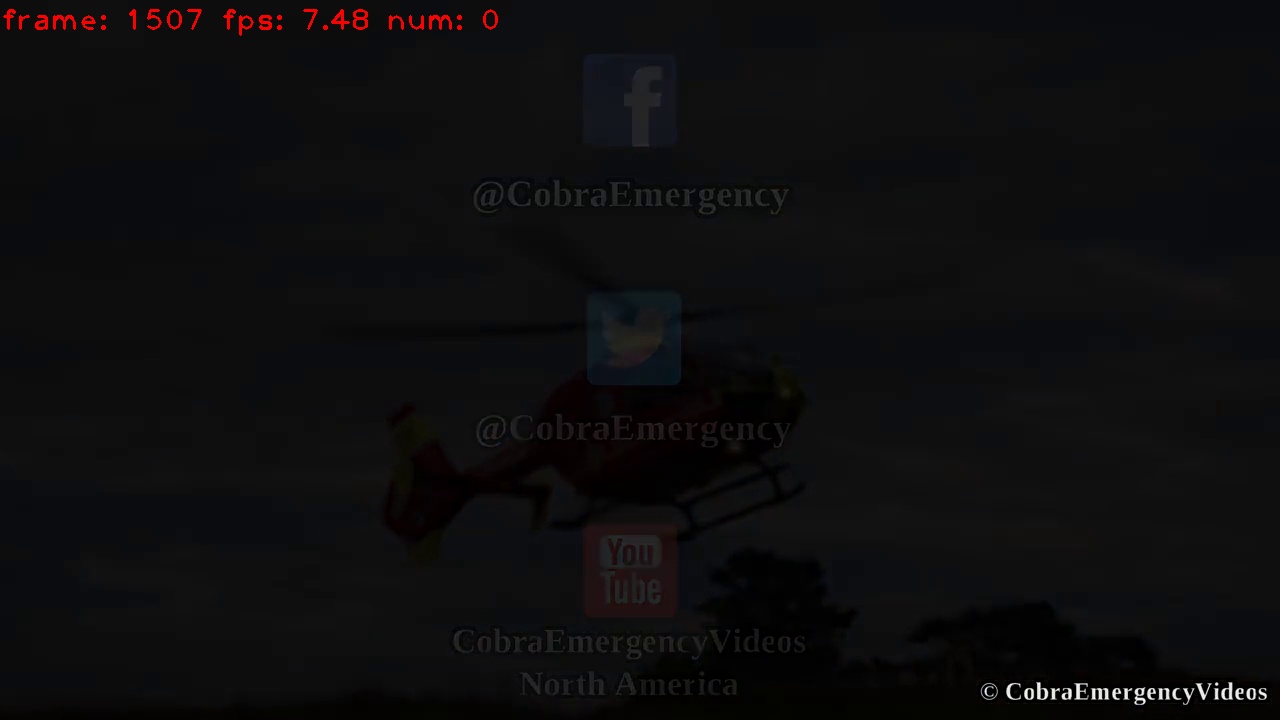 frame: 1507 fps: 7.48 num: 0
f
@CobraEmergency
@CobraEmergency
You
Tube
CobraEmergencyVideos
North America
© CobraEmergencyVideos